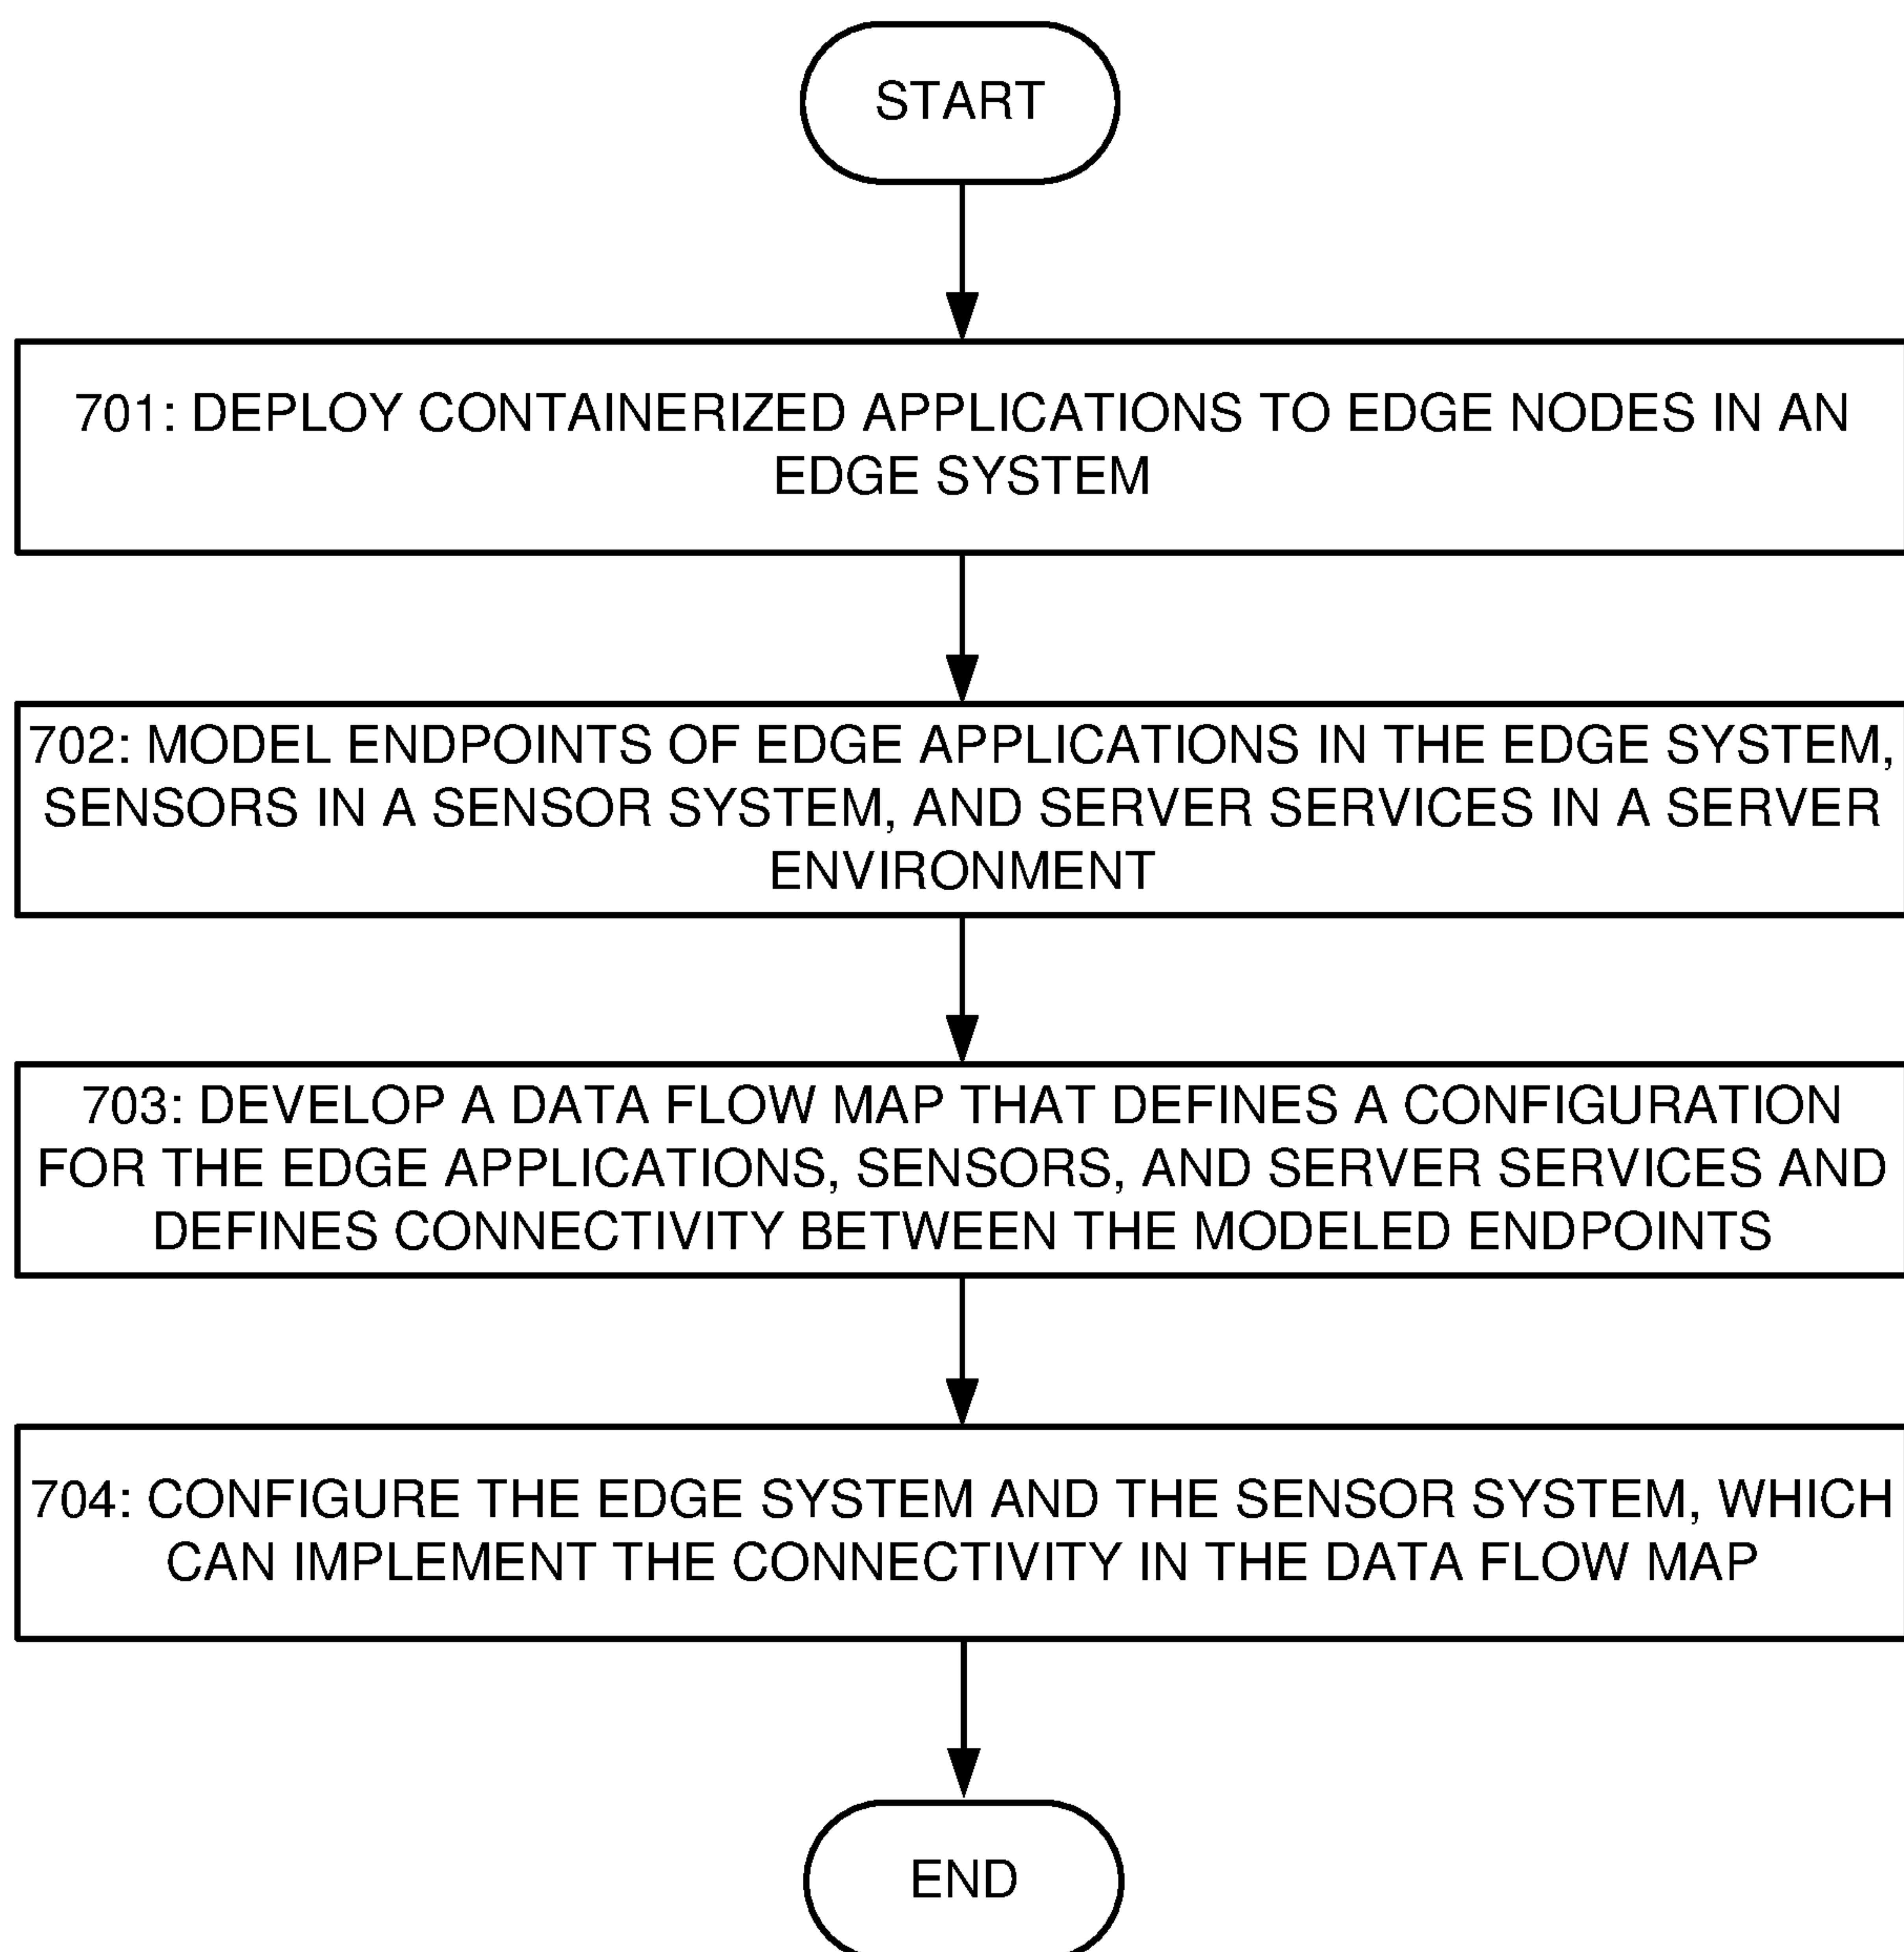 START
701: DEPLOY CONTAINERIZED APPLICATIONS TO EDGE NODES IN AN
EDGE SYSTEM
702: MODEL ENDPOINTS OF EDGE APPLICATIONS IN THE EDGE SYSTEM,
SENSORS IN A SENSOR SYSTEM, AND SERVER SERVICES IN A SERVER
ENVIRONMENT
703: DEVELOP A DATA FLOW MAP THAT DEFINES A CONFIGURATION
FOR THE EDGE APPLICATIONS, SENSORS, AND SERVER SERVICES AND
DEFINES CONNECTIVITY BETWEEN THE MODELED ENDPOINTS
704: CONFIGURE THE EDGE SYSTEM AND THE SENSOR SYSTEM, WHICH
CAN IMPLEMENT THE CONNECTIVITY IN THE DATA FLOW MAP
END